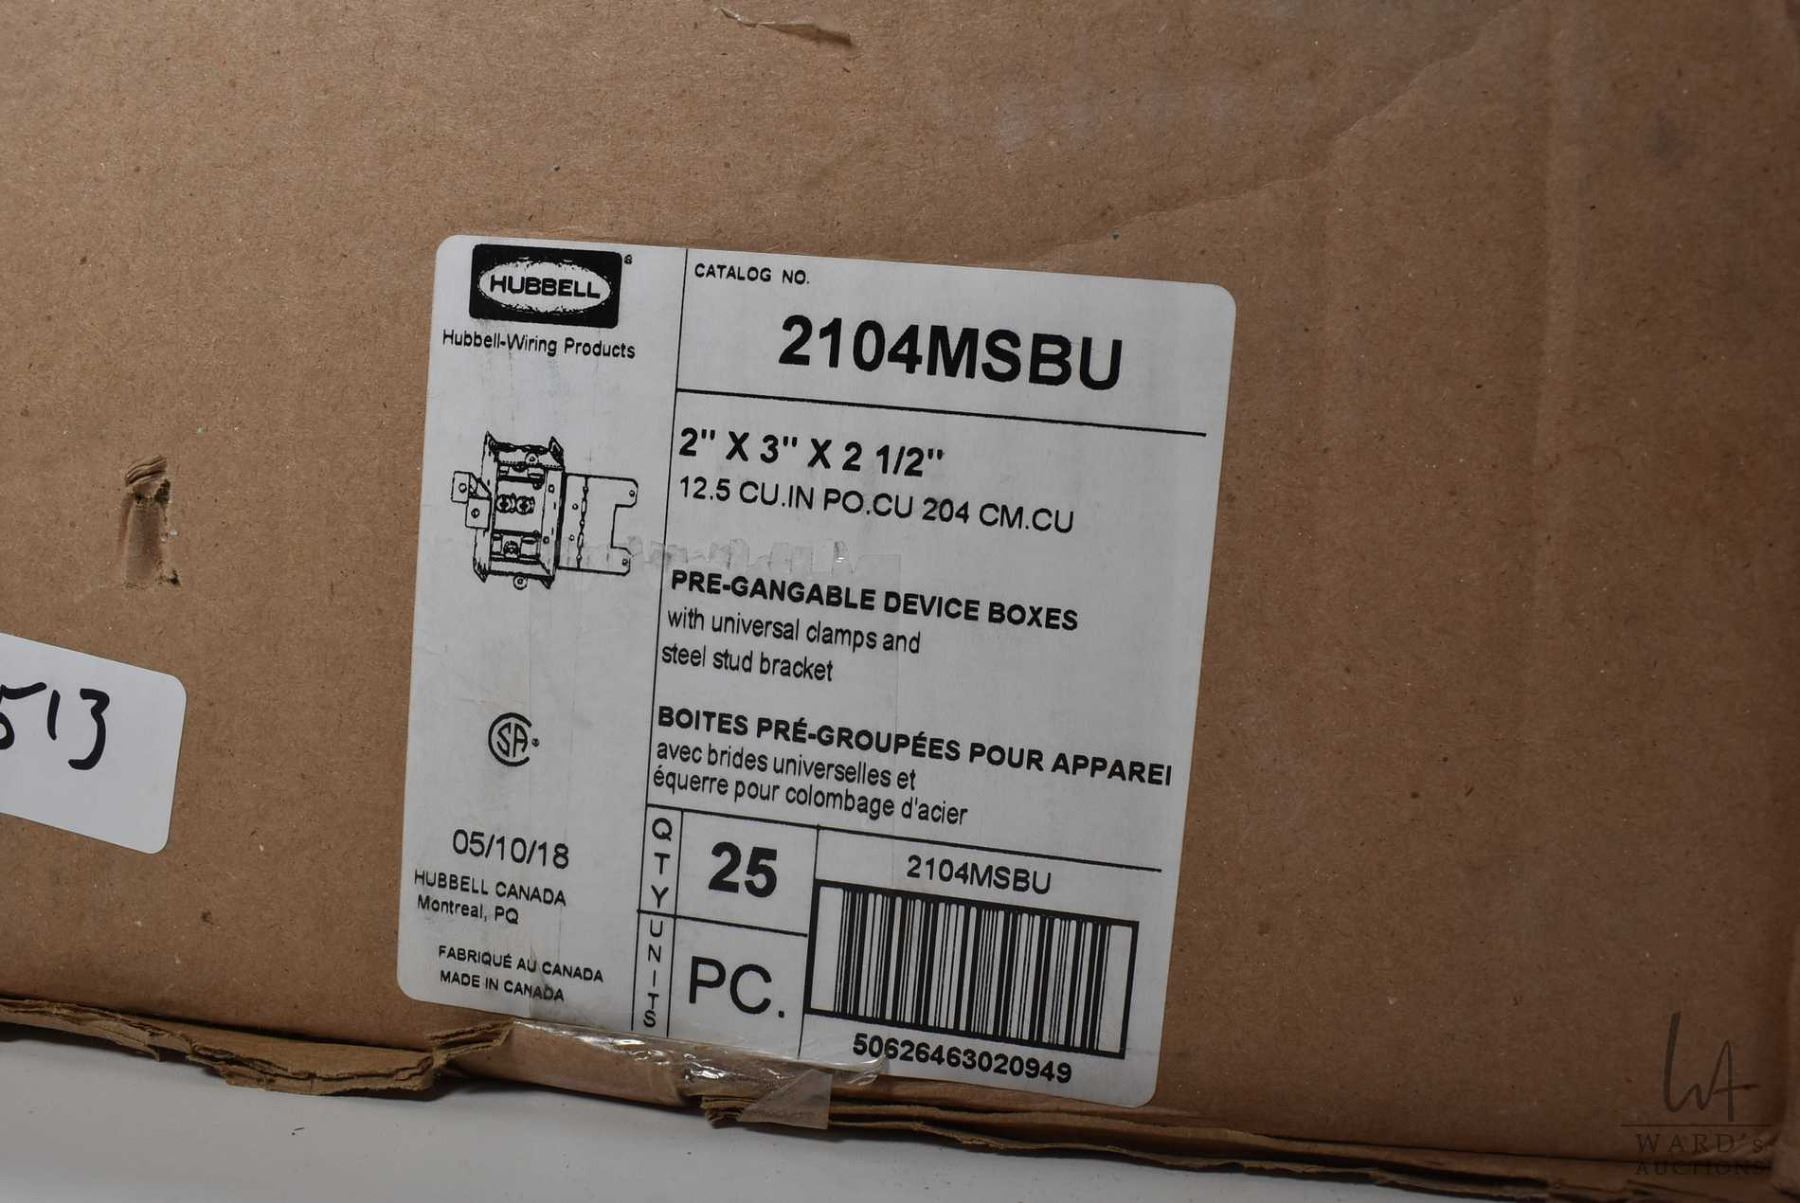 HUBBELL
Hubbell-Wiring Products
CATALOG NO.
2104MSBU
2" X 3" X 2 1/2"
12.5 CU.IN PO.CU 204 CM.CU
PRE-GANGABLE DEVICE BOXES
with universal clamps and
steel stud bracket
BOITES PRÉ-GROUPÉES POUR APPAREI
avec brides universelles et
équerre pour colombage d'acier
SA
05/10/18
HUBBELL CANADA
Montreal, PQ
FABRIQUÉ AU CANADA
MADE IN CANADA
QTY
25
UNITS
PC.
2104MSBU
50626463020949
513
WA
WARD's
AUCTIONS